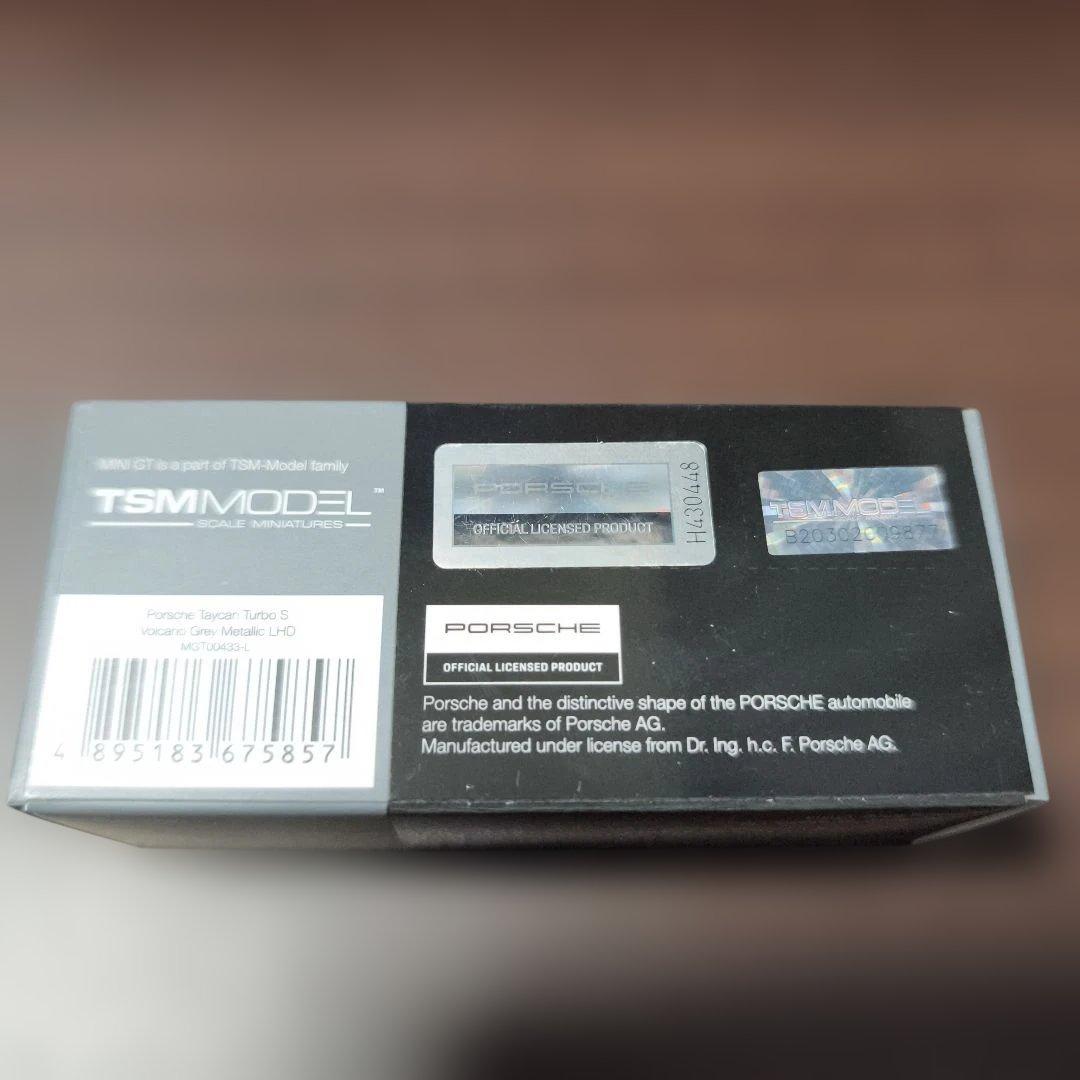 MINI GT is a part of TSM-Model family
TSMMODEL™
SCALE MINIATURES
Porsche Taycan Turbo S
Volcano Grey Metallic LHD
MGT00433-L
4 895183 675857
PORSCHE
OFFICIAL LICENSED PRODUCT
H430448
TSMMODEL
PORSCHE
OFFICIAL LICENSED PRODUCT
Porsche and the distinctive shape of the PORSCHE automobile
are trademarks of Porsche AG.
Manufactured under license from Dr. Ing. h.c. F. Porsche AG.